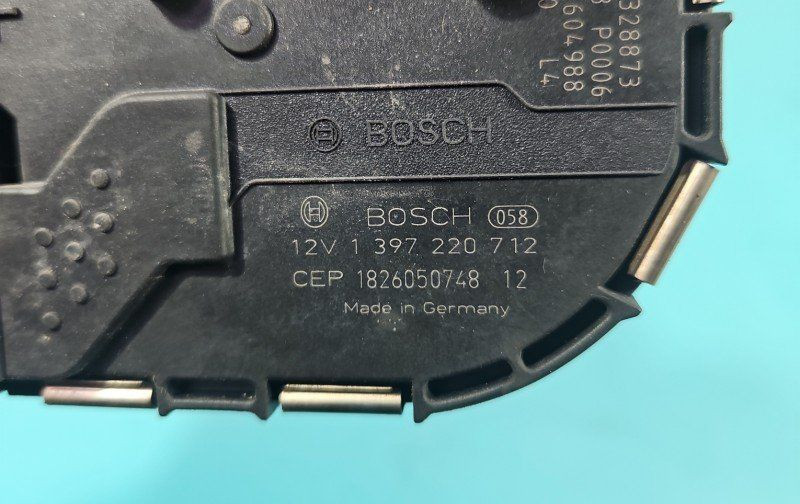 BOSCH
BOSCH 058
12V 1 397 220 712
CEP 1826050748 12
Made in Germany
328873
P0006
604988
L4